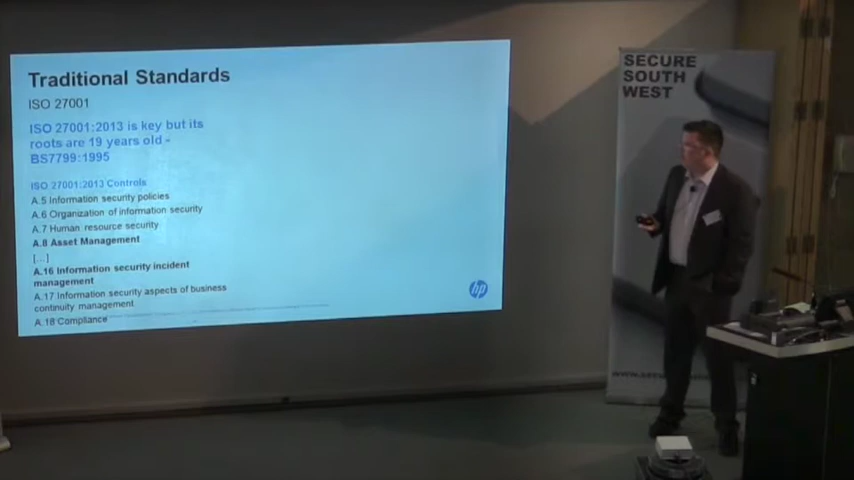 Traditional Standards
ISO 27001
ISO 27001:2013 is key but its
roots are 19 years old -
BS7799:1995
ISO 27001:2013 Controls
A.5 Information security policies
A.6 Organization of information security
A.7 Human resource security
A.8 Asset Management
[...]
A.16 Information security incident
management
A.17 Information security aspects of business
continuity management
A.18 Compliance
hp
SECURE
SOUTH
WEST